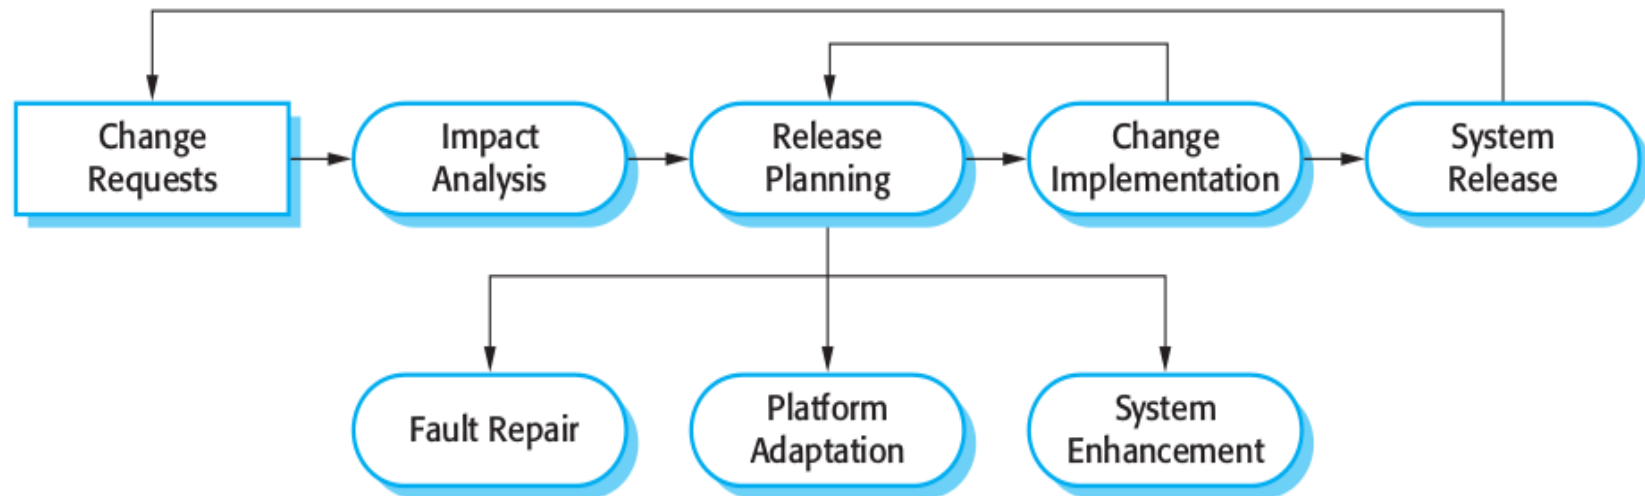 Change
Requests
Impact
Analysis
Release
Planning
Change
Implementation
System
Release
Fault Repair
Platform
Adaptation
System
Enhancement